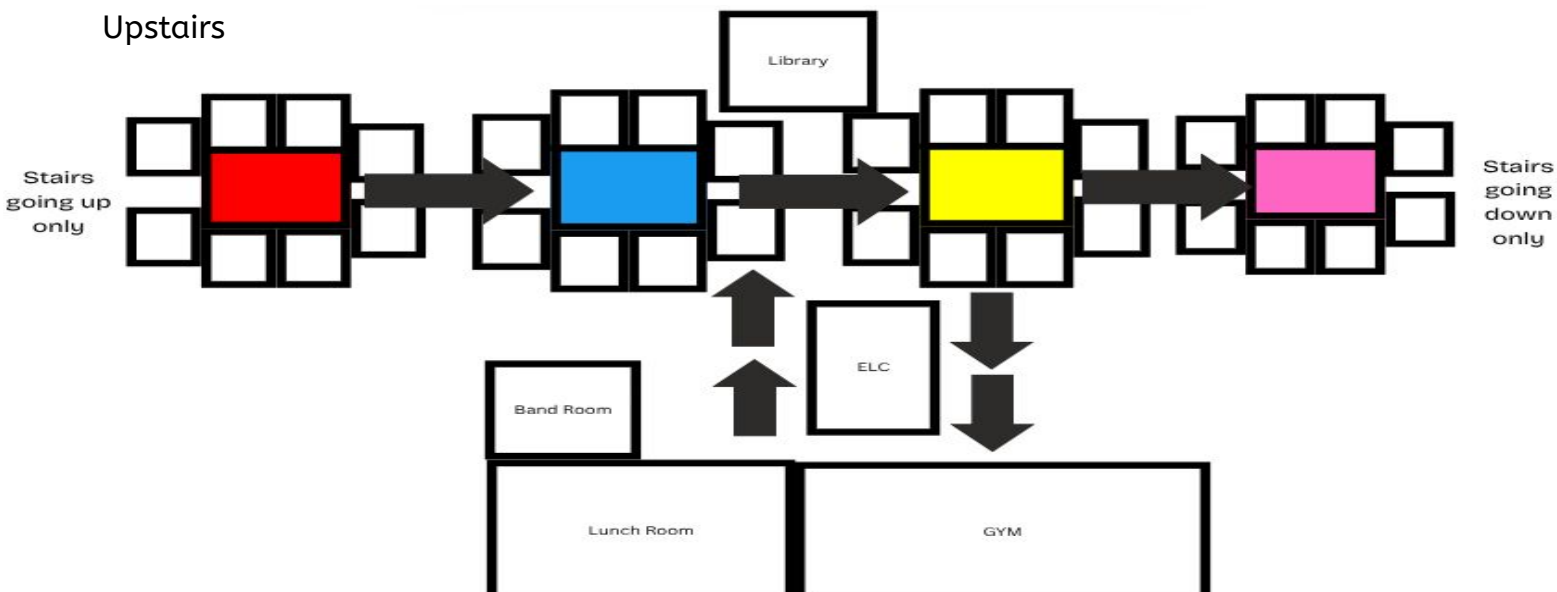 Upstairs
Library
Stairs
going up
only
Stairs
going
down
only
ELC
Band Room
Lunch Room
GYM